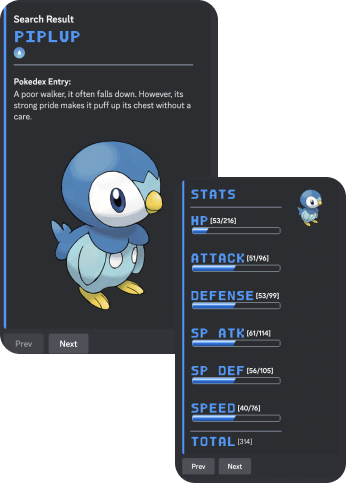 Search Result
PIPLUP
Pokedex Entry:
A poor walker, it often falls down. However, its
strong pride makes it puff up its chest without a
care.
Prev Next
STATS
HP [53/216]
ATTACK [51/96]
DEFENSE [53/99]
SP ATK [61/114]
SP DEF [56/105]
SPEED [40/76]
TOTAL [314]
Prev Next